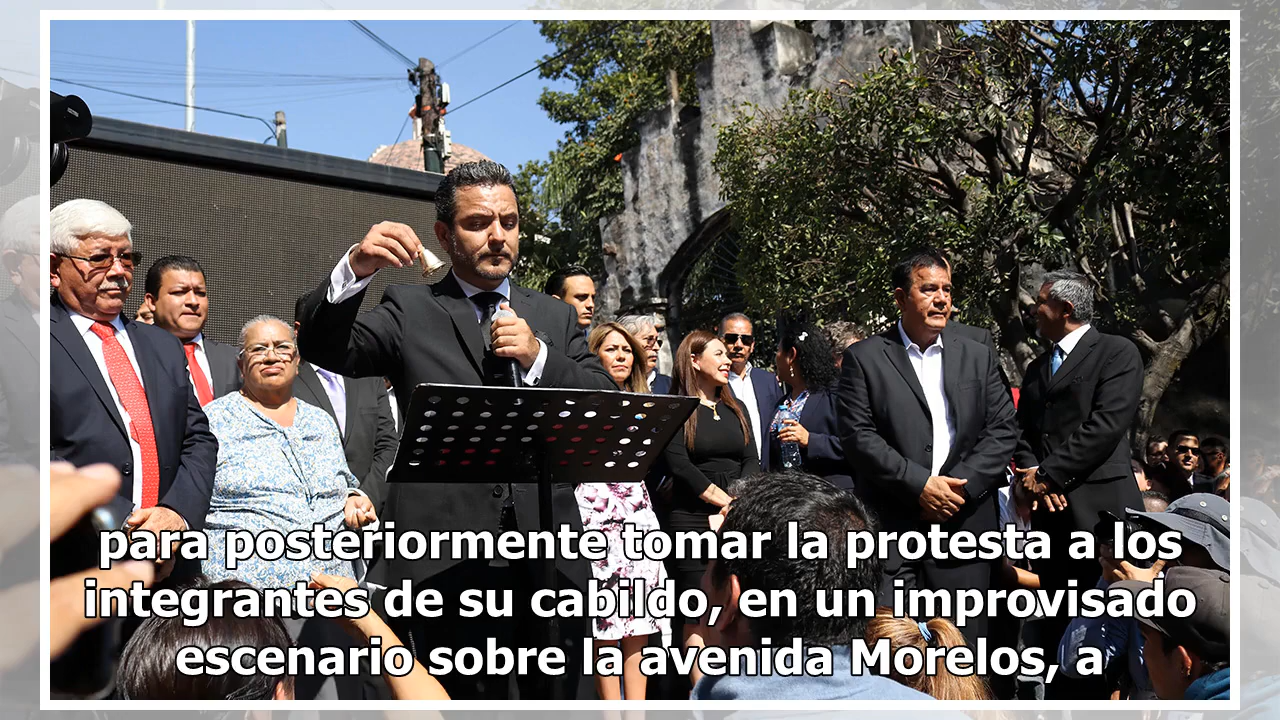 para posteriormente tomar la protesta a los
integrantes de su cabildo, en un improvisado
escenario sobre la avenida Morelos, a